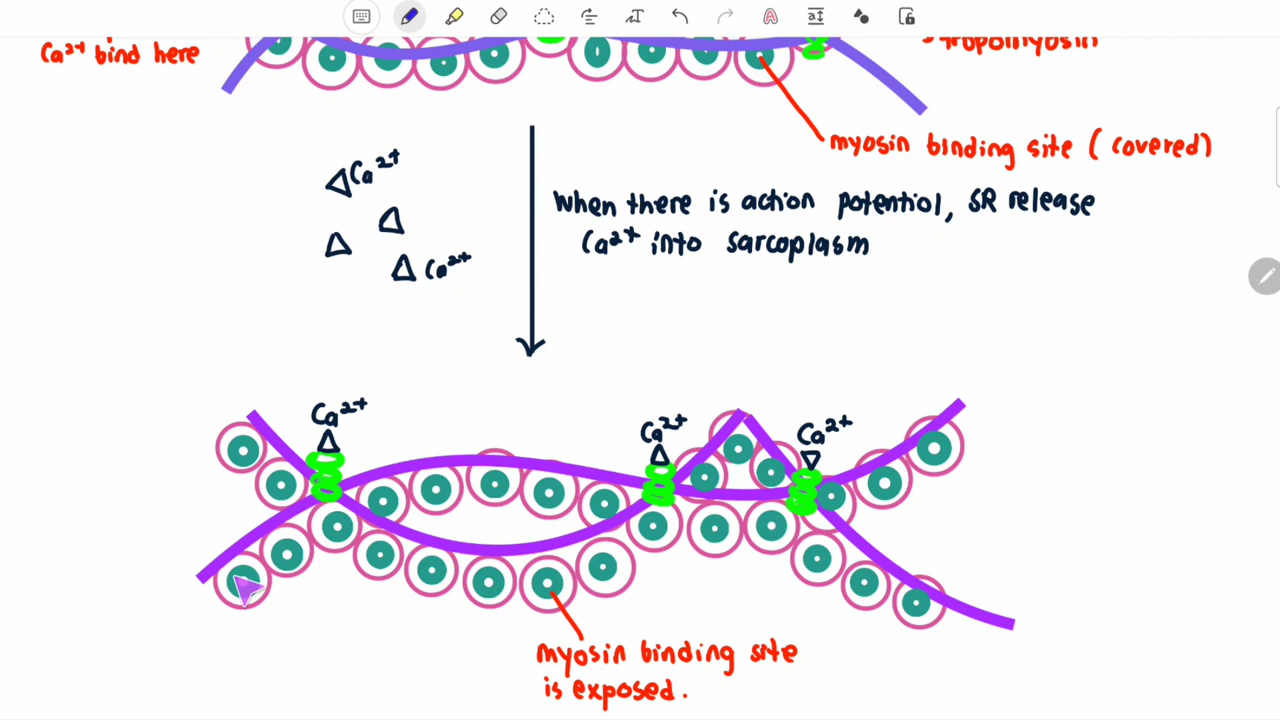 Ca²⁺ bind here
tropomyosin
myosin binding site ( covered)
Ca²⁺
Ca²⁺
When there is action potential, SR release
Ca²⁺ into sarcoplasm
Ca²⁺
Ca²⁺
Ca²⁺
myosin binding site
is exposed.